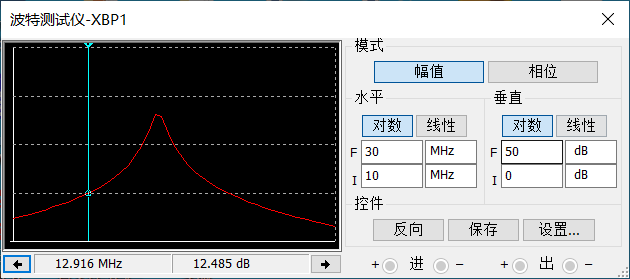 波特测试仪-XBP1
模式
幅值 相位
水平 垂直
对数 线性 对数 线性
F 30 MHz F 50 dB
I 10 MHz I 0 dB
控件
反向 保存 设置...
12.916 MHz 12.485 dB
+ 进 − + 出 −